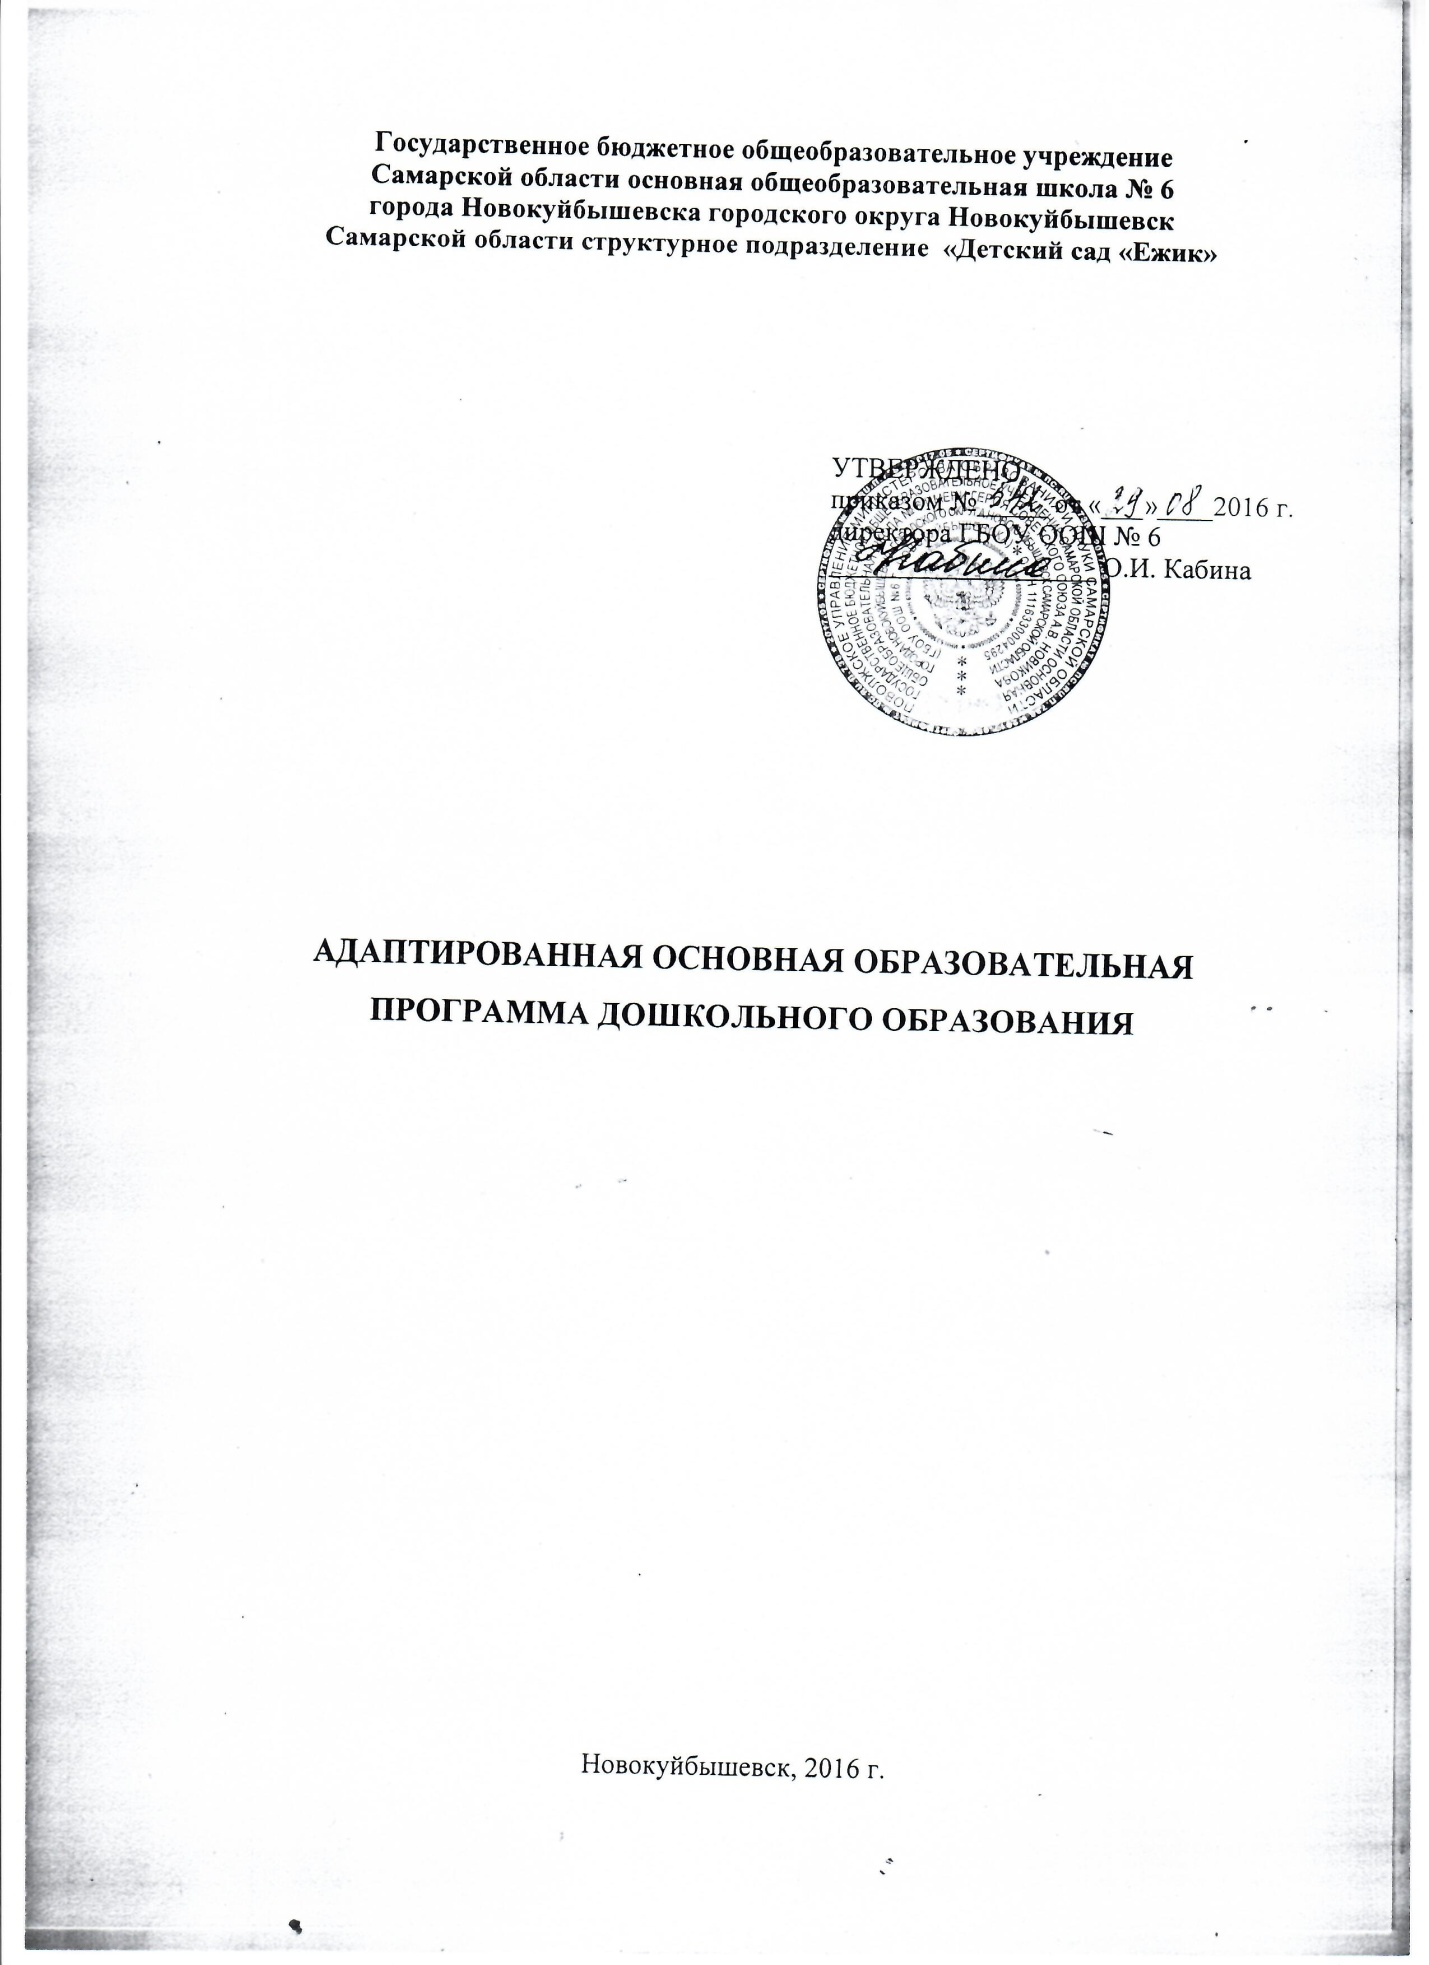 Государственное бюджетное общеобразовательное учреждение
Самарской области основная общеобразовательная школа № 6
города Новокуйбышевска городского округа Новокуйбышевск
Самарской области структурное подразделение «Детский сад «Ежик»
УТВЕРЖДЕНО
приказом № от «29» 08 2016 г.
директора ГБОУ ООШ № 6
О.И. Кабина
АДАПТИРОВАННАЯ ОСНОВНАЯ ОБРАЗОВАТЕЛЬНАЯ
ПРОГРАММА ДОШКОЛЬНОГО ОБРАЗОВАНИЯ
Новокуйбышевск, 2016 г.